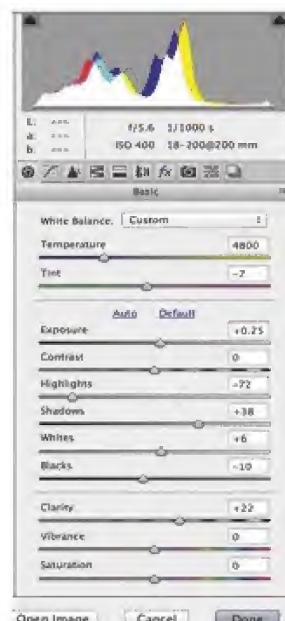 L: ---
a: --- f/5.6 1/1000 s
b: --- ISO 400 18-200@200 mm
fx
Basic
White Balance: Custom
Temperature 4800
Tint -7
Auto Default
Exposure +0.25
Contrast 0
Highlights -72
Shadows +38
Whites +6
Blacks -10
Clarity +22
Vibrance 0
Saturation 0
Open Image Cancel Done